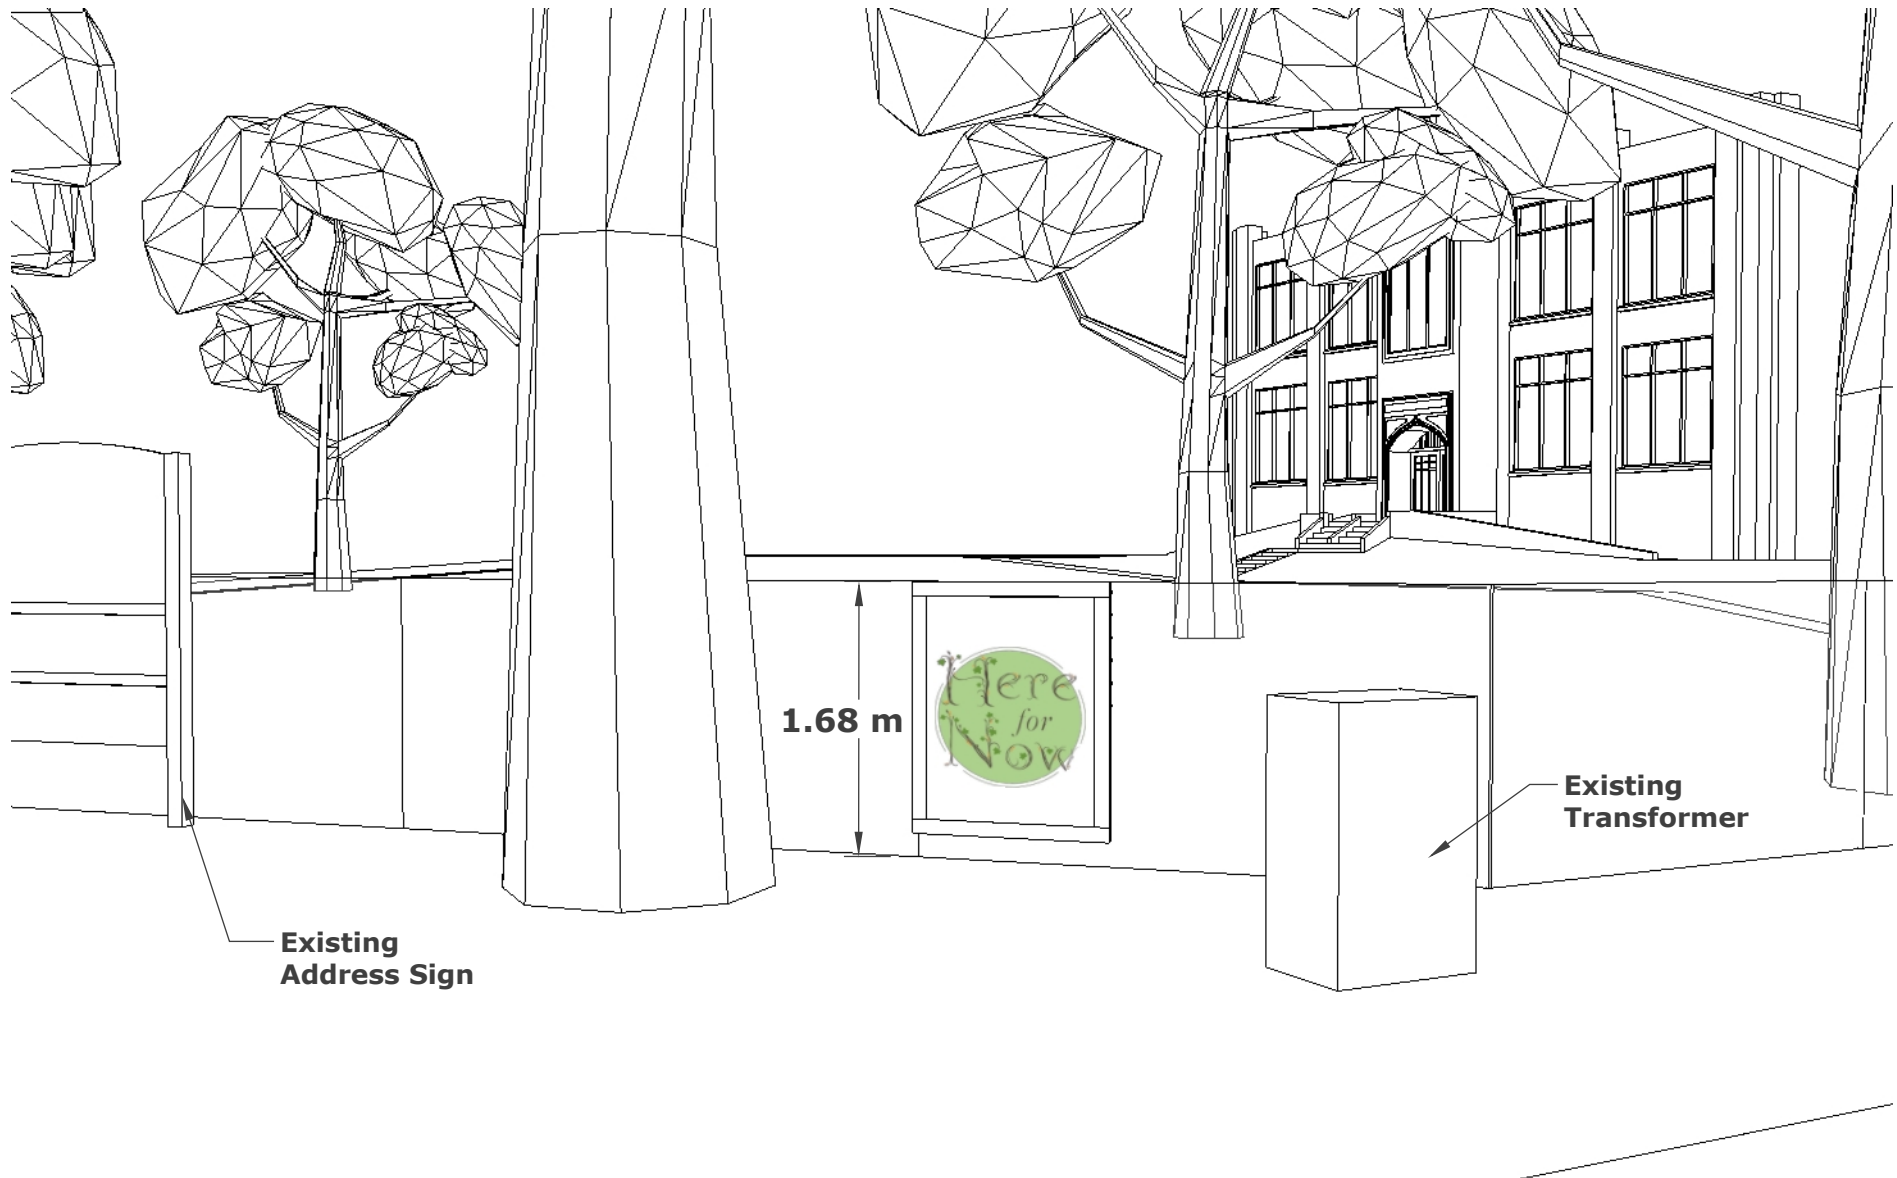 Here
for
Now
1.68 m
Existing
Transformer
Existing
Address Sign